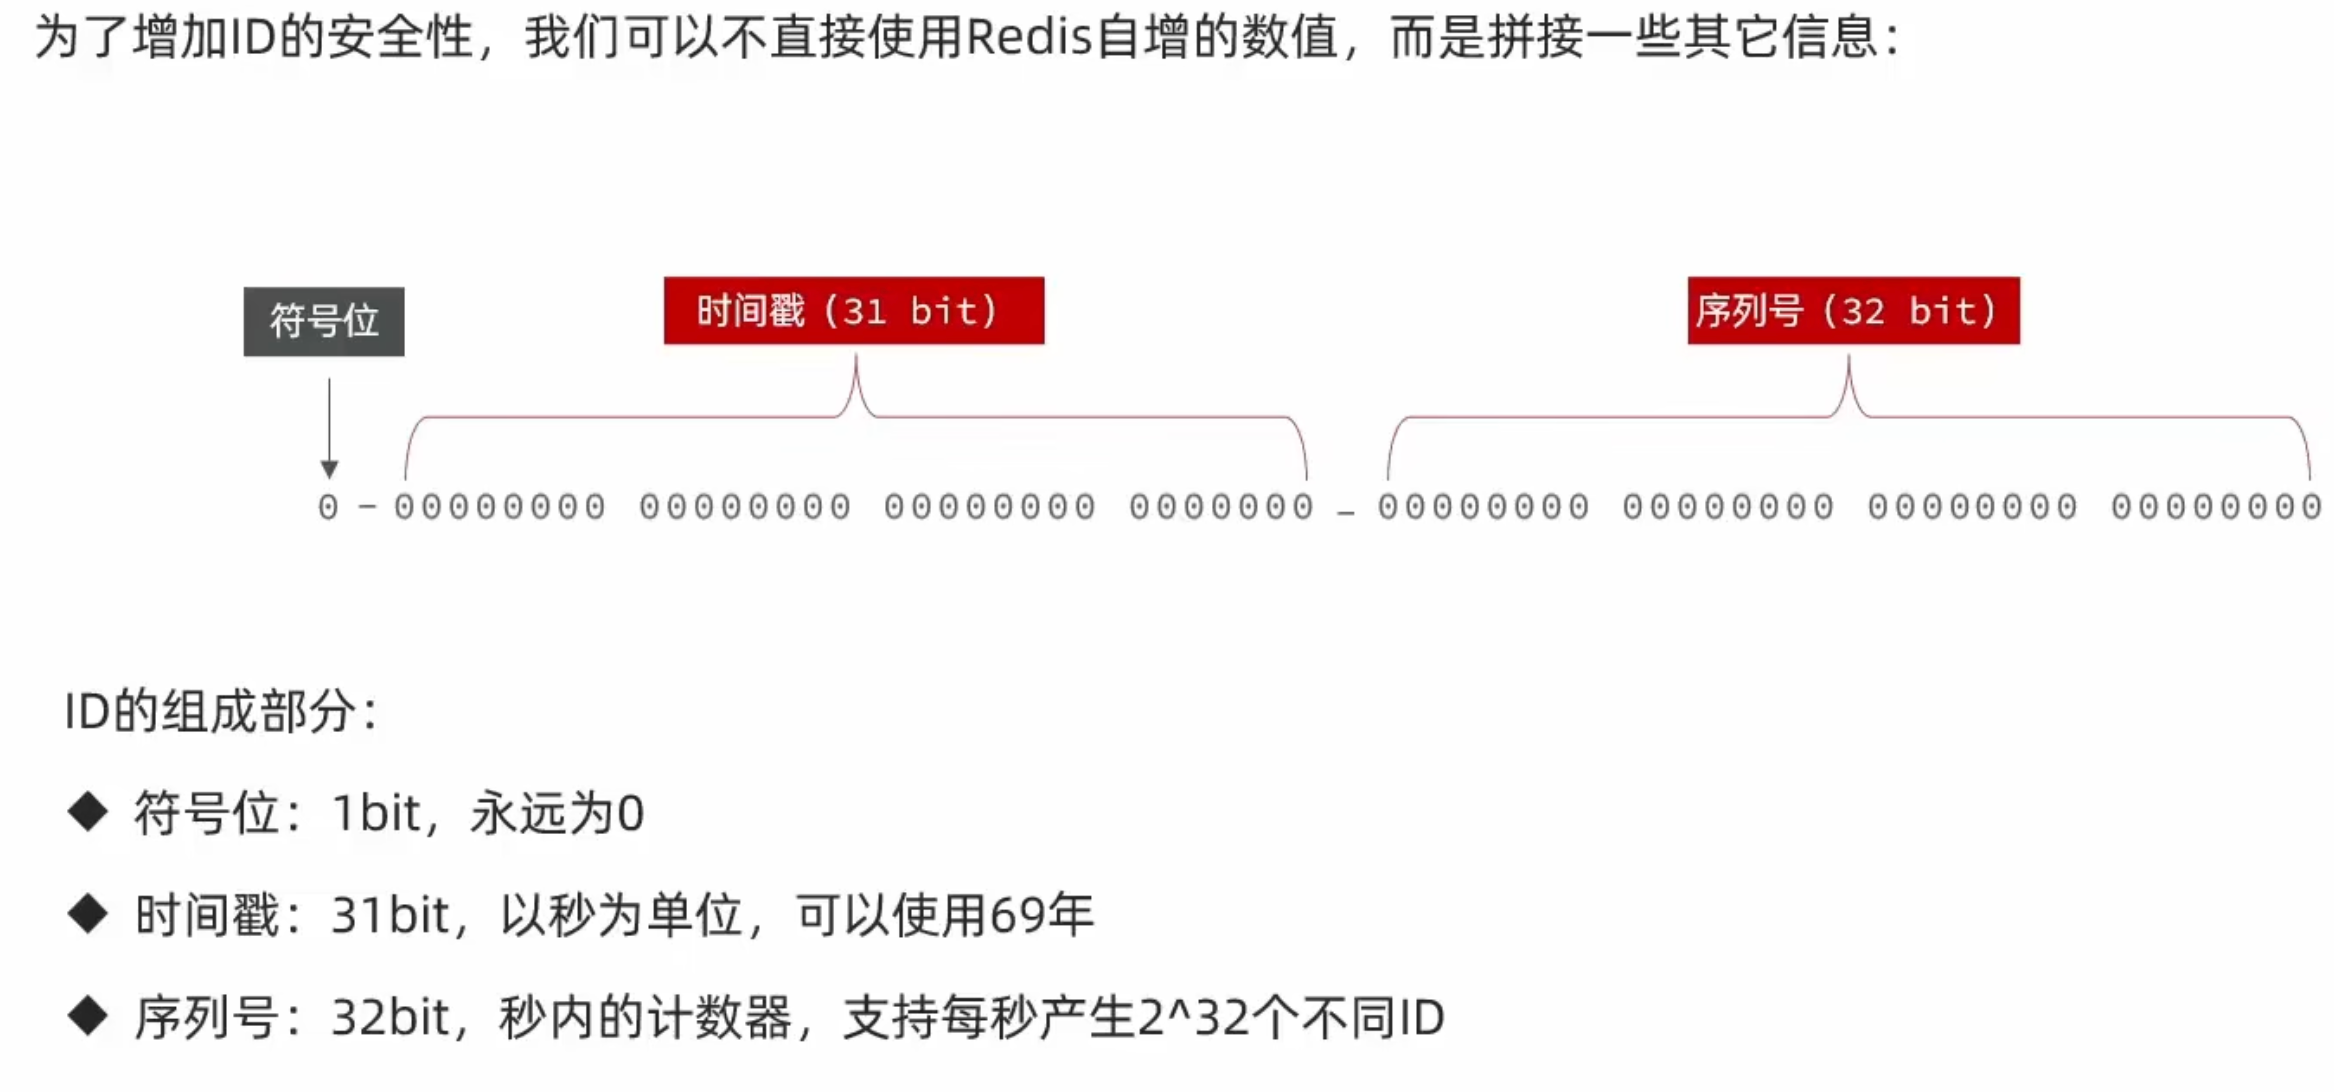 为了增加ID的安全性，我们可以不直接使用Redis自增的数值，而是拼接一些其它信息：
符号位
时间戳（31 bit）
序列号（32 bit）
0-00000000 00000000 00000000 0000000-00000000 00000000 00000000 00000000
ID的组成部分：
◆ 符号位：1bit，永远为0
◆ 时间戳：31bit，以秒为单位，可以使用69年
◆ 序列号：32bit，秒内的计数器，支持每秒产生2^32个不同ID